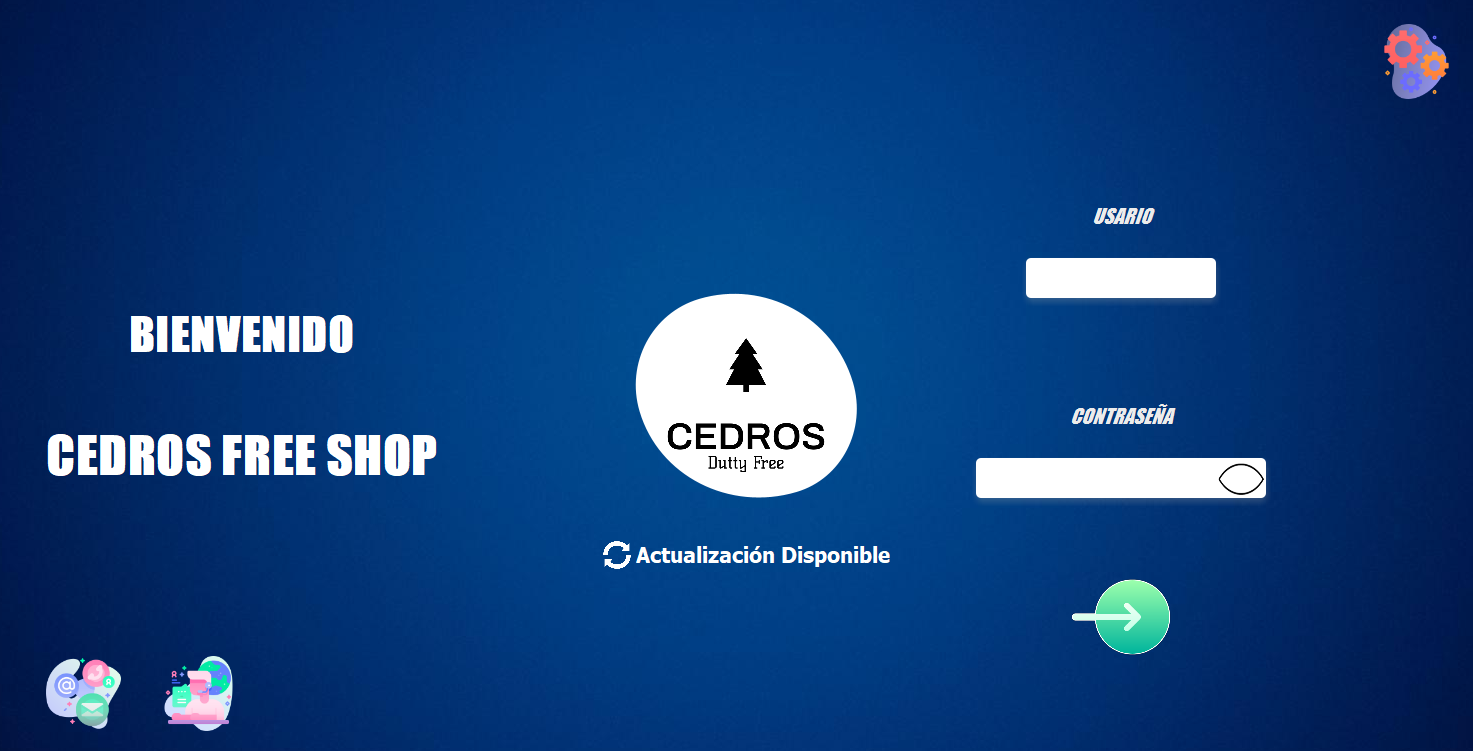 USARIO
BIENVENIDO
CONTRASEÑA
CEDROS FREE SHOP
CEDROS
Dutty Free
Actualización Disponible
@